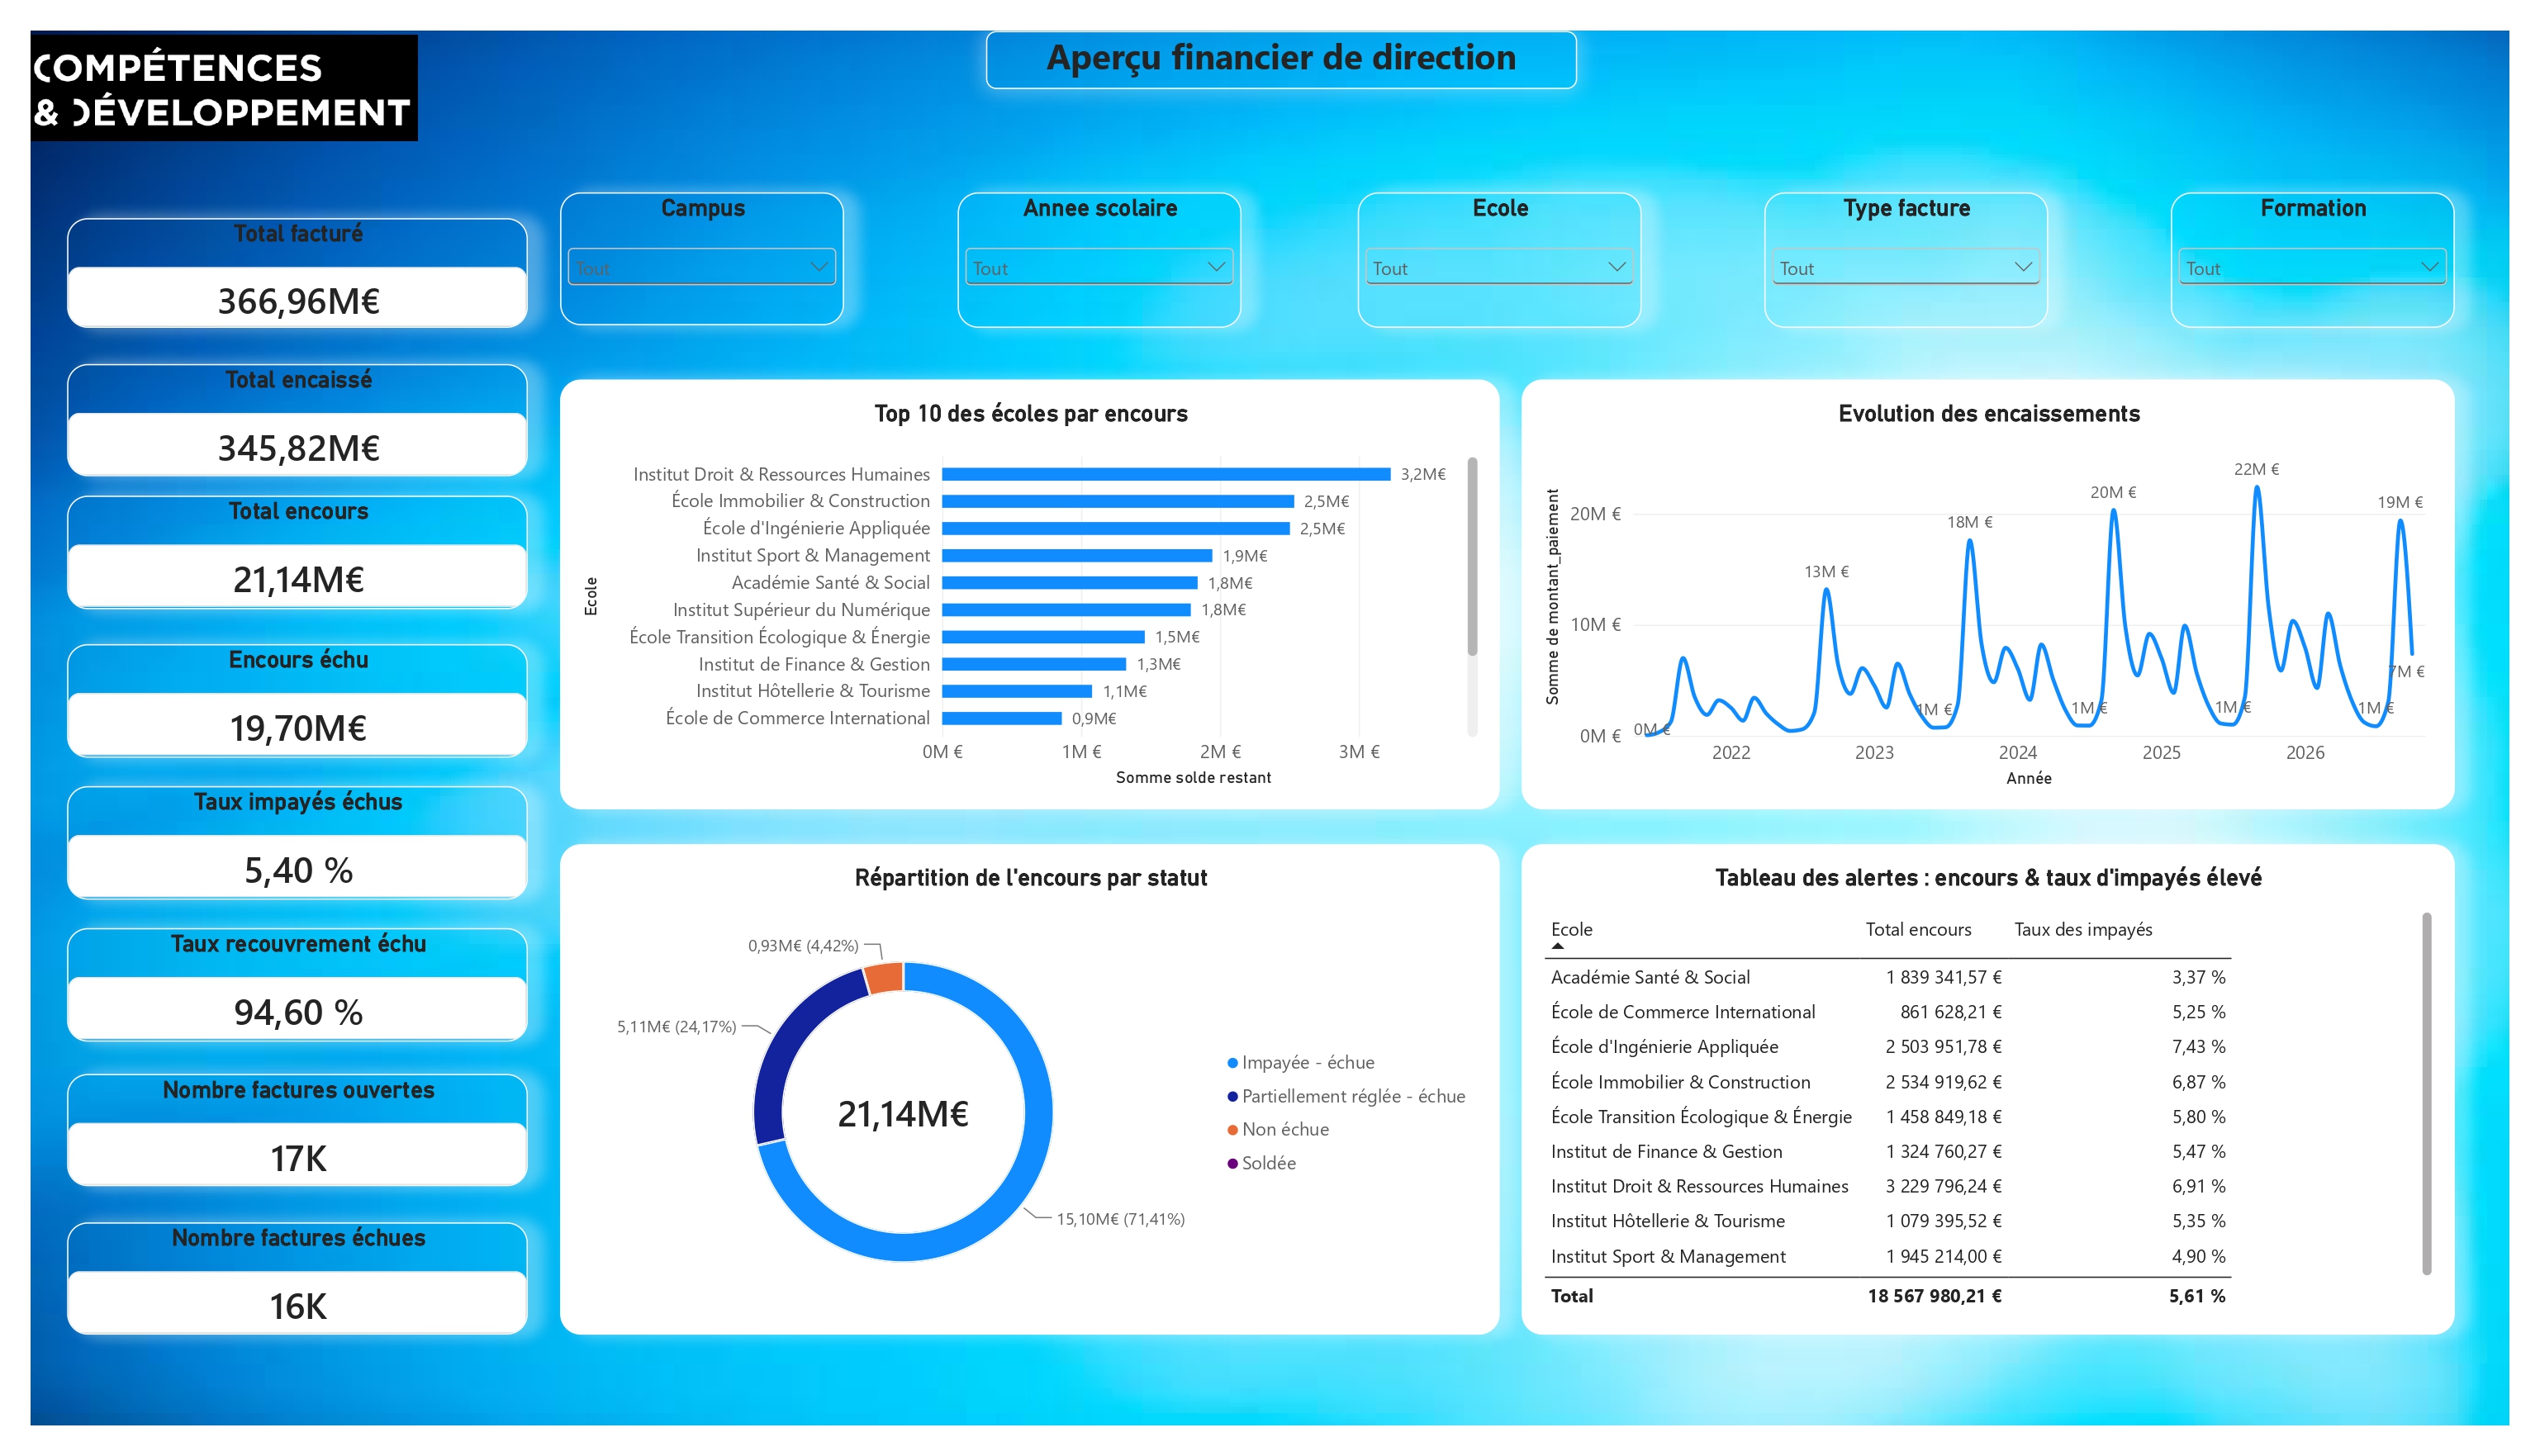 COMPÉTENCES
& DÉVELOPPEMENT
Aperçu financier de direction
Campus
Tout
Annee scolaire
Tout
Ecole
Tout
Type facture
Tout
Formation
Tout
Total facturé
366,96M€
Total encaissé
345,82M€
Total encours
21,14M€
Encours échu
19,70M€
Taux impayés échus
5,40 %
Taux recouvrement échu
94,60 %
Nombre factures ouvertes
17K
Nombre factures échues
16K
Top 10 des écoles par encours
Ecole
Institut Droit & Ressources Humaines 3,2M€
École Immobilier & Construction 2,5M€
École d'Ingénierie Appliquée 2,5M€
Institut Sport & Management 1,9M€
Académie Santé & Social 1,8M€
Institut Supérieur du Numérique 1,8M€
École Transition Écologique & Énergie 1,5M€
Institut de Finance & Gestion 1,3M€
Institut Hôtellerie & Tourisme 1,1M€
École de Commerce International 0,9M€
0M € 1M € 2M € 3M €
Somme solde restant
Evolution des encaissements
Somme de montant_paiement
22M €
20M € 19M €
20M €
18M €
13M €
10M €
7M €
1M € 1M € 1M € 1M €
0M € 0M €
2022 2023 2024 2025 2026
Année
Répartition de l'encours par statut
0,93M€ (4,42%)
5,11M€ (24,17%)
21,14M€
15,10M€ (71,41%)
Impayée - échue
Partiellement réglée - échue
Non échue
Soldée
Tableau des alertes : encours & taux d'impayés élevé
Ecole Total encours Taux des impayés
Académie Santé & Social 1 839 341,57 € 3,37 %
École de Commerce International 861 628,21 € 5,25 %
École d'Ingénierie Appliquée 2 503 951,78 € 7,43 %
École Immobilier & Construction 2 534 919,62 € 6,87 %
École Transition Écologique & Énergie 1 458 849,18 € 5,80 %
Institut de Finance & Gestion 1 324 760,27 € 5,47 %
Institut Droit & Ressources Humaines 3 229 796,24 € 6,91 %
Institut Hôtellerie & Tourisme 1 079 395,52 € 5,35 %
Institut Sport & Management 1 945 214,00 € 4,90 %
Total 18 567 980,21 € 5,61 %